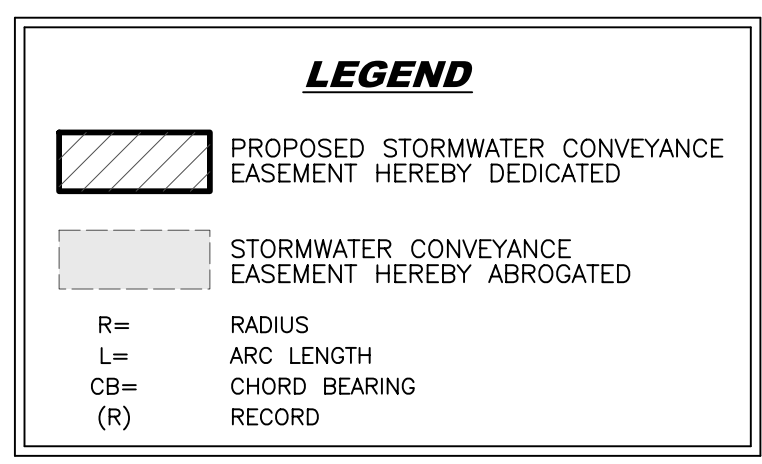 LEGEND
PROPOSED STORMWATER CONVEYANCE
EASEMENT HEREBY DEDICATED
STORMWATER CONVEYANCE
EASEMENT HEREBY ABROGATED
R= RADIUS
L= ARC LENGTH
CB= CHORD BEARING
(R) RECORD